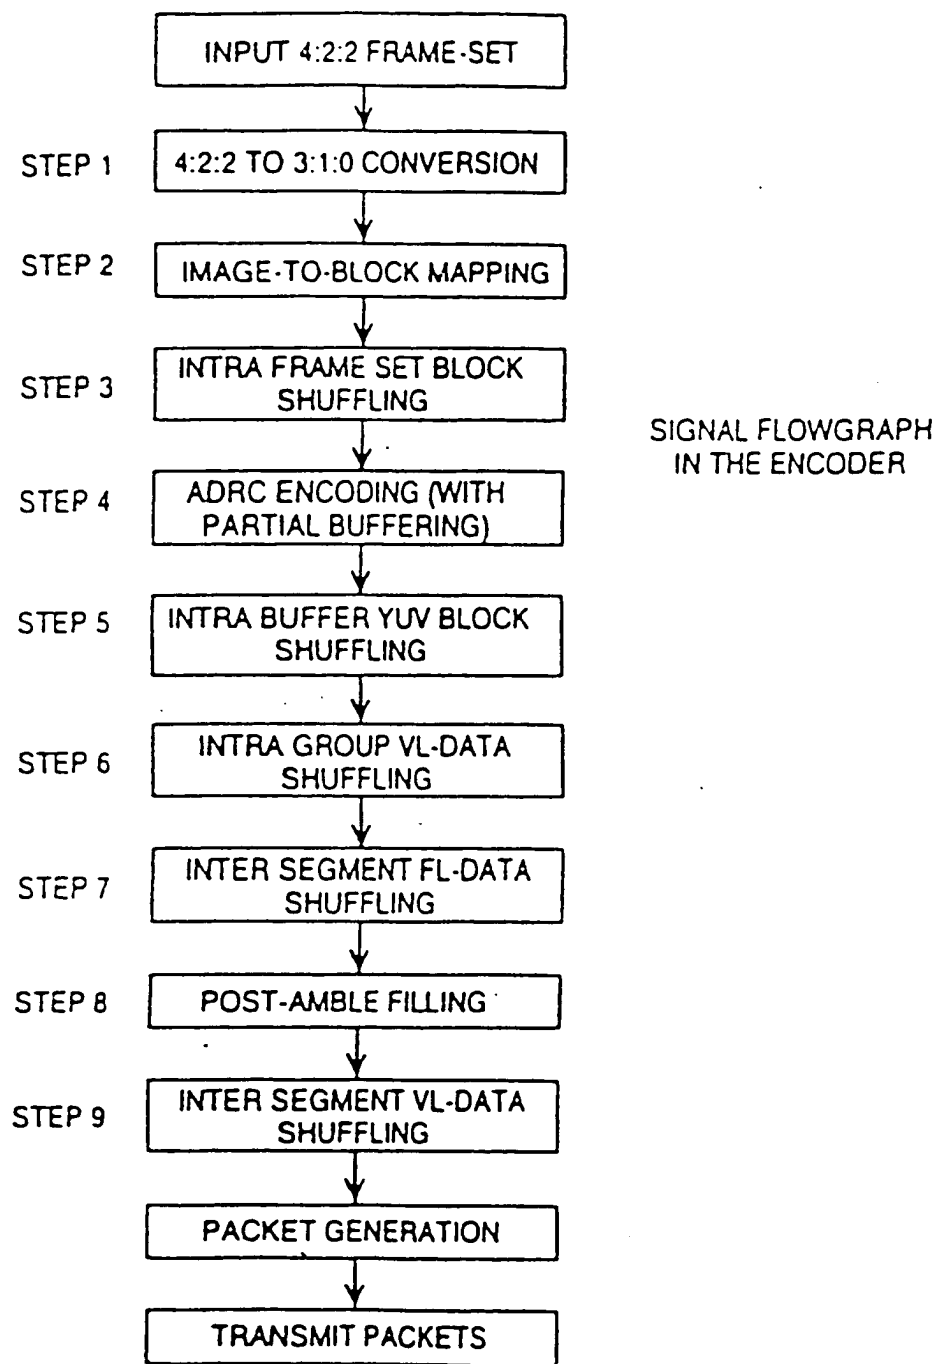 INPUT 4:2:2 FRAME-SET
STEP 1
4:2:2 TO 3:1:0 CONVERSION
STEP 2
IMAGE-TO-BLOCK MAPPING
STEP 3
INTRA FRAME SET BLOCK
SHUFFLING
SIGNAL FLOWGRAPH
IN THE ENCODER
STEP 4
ADRC ENCODING (WITH
PARTIAL BUFFERING)
STEP 5
INTRA BUFFER YUV BLOCK
SHUFFLING
STEP 6
INTRA GROUP VL-DATA
SHUFFLING
STEP 7
INTER SEGMENT FL-DATA
SHUFFLING
STEP 8
POST-AMBLE FILLING
STEP 9
INTER SEGMENT VL-DATA
SHUFFLING
PACKET GENERATION
TRANSMIT PACKETS